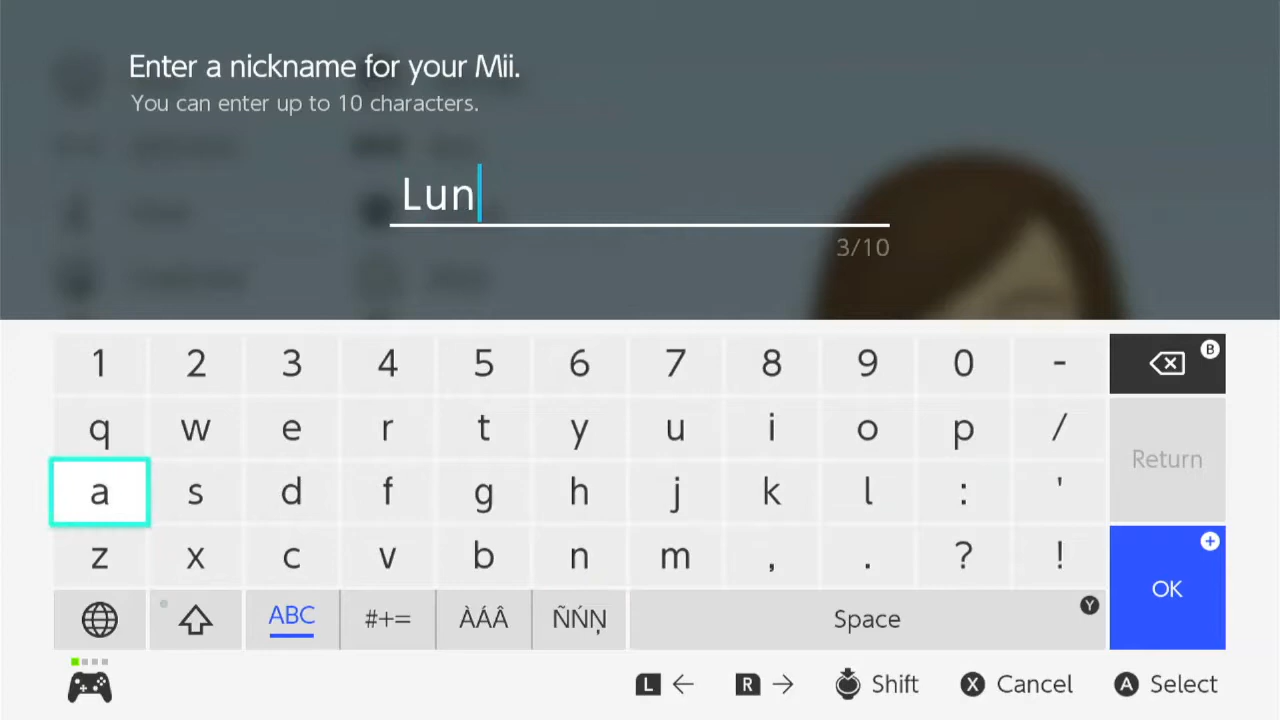 Enter a nickname for your Mii.
You can enter up to 10 characters.
Lun
3/10
1 2 3 4 5 6 7 8 9 0 - B
q w e r t y u i o p /
Return
a s d f g h j k l : '
z x c v b n m , . ? ! +
OK
ABC #+= ÀÁÂ ÑŃŅ Space Y
L ← R → Shift X Cancel A Select